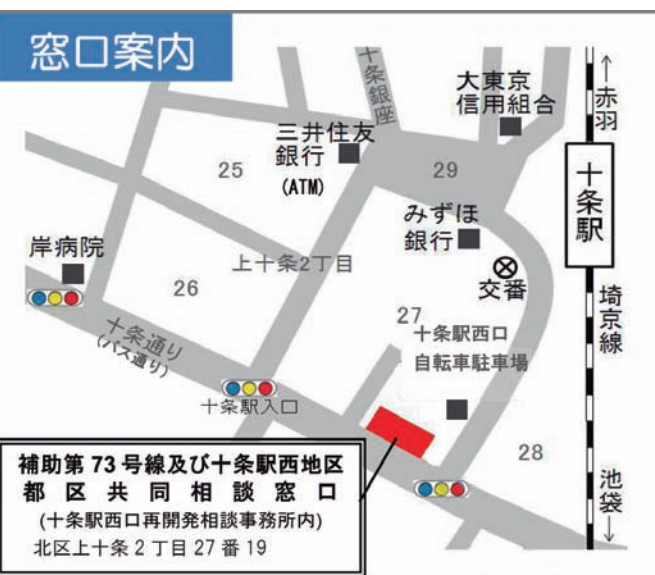 窓口案内
十条銀座
大東京
信用組合
↑
赤羽
三井住友
銀行
(ATM)
25
29
十条駅
みずほ
銀行
岸病院
上十条2丁目
交番
26
27
埼京線
十条通り
(バス通り)
十条駅西口
自転車駐車場
十条駅入口
28
池袋
↓
補助第 73 号線及び十条駅西地区
都 区 共 同 相 談 窓 口
(十条駅西口再開発相談事務所内)
北区上十条 2 丁目 27 番 19